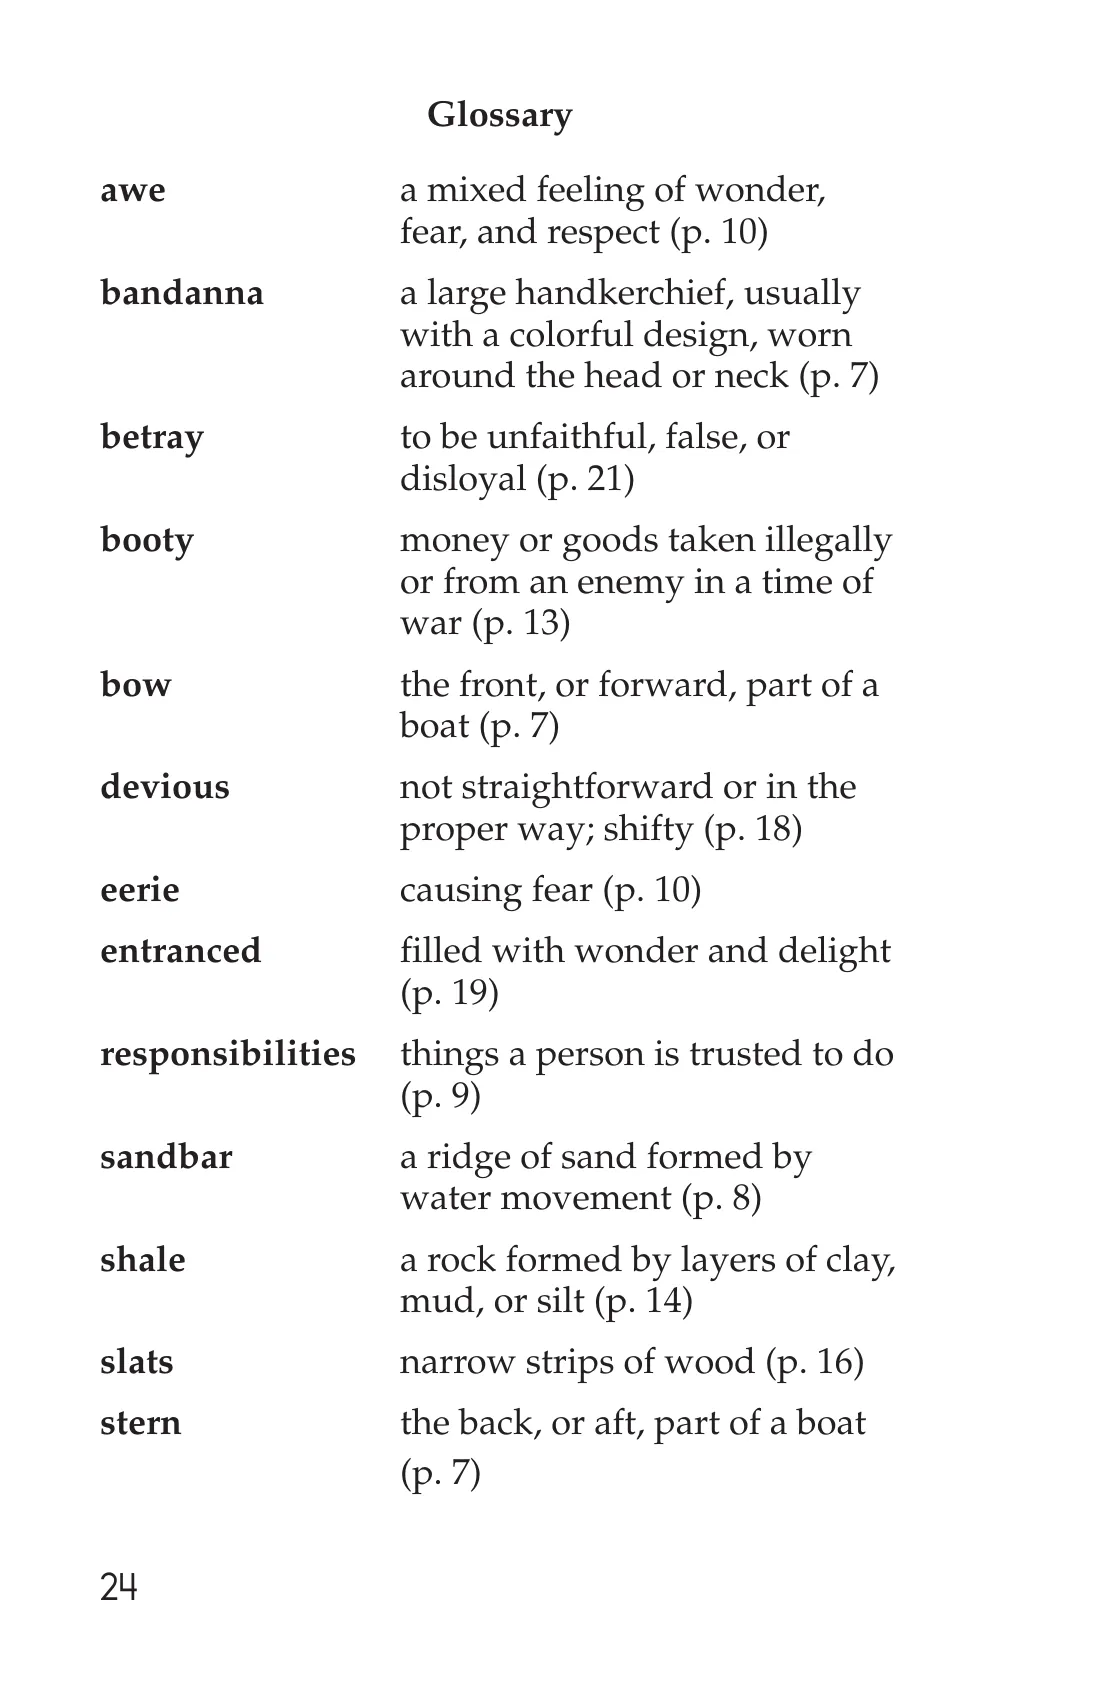 Glossary
awe a mixed feeling of wonder,
fear, and respect (p. 10)
bandanna a large handkerchief, usually
with a colorful design, worn
around the head or neck (p. 7)
betray to be unfaithful, false, or
disloyal (p. 21)
booty money or goods taken illegally
or from an enemy in a time of
war (p. 13)
bow the front, or forward, part of a
boat (p. 7)
devious not straightforward or in the
proper way; shifty (p. 18)
eerie causing fear (p. 10)
entranced filled with wonder and delight
(p. 19)
responsibilities things a person is trusted to do
(p. 9)
sandbar a ridge of sand formed by
water movement (p. 8)
shale a rock formed by layers of clay,
mud, or silt (p. 14)
slats narrow strips of wood (p. 16)
stern the back, or aft, part of a boat
(p. 7)
24